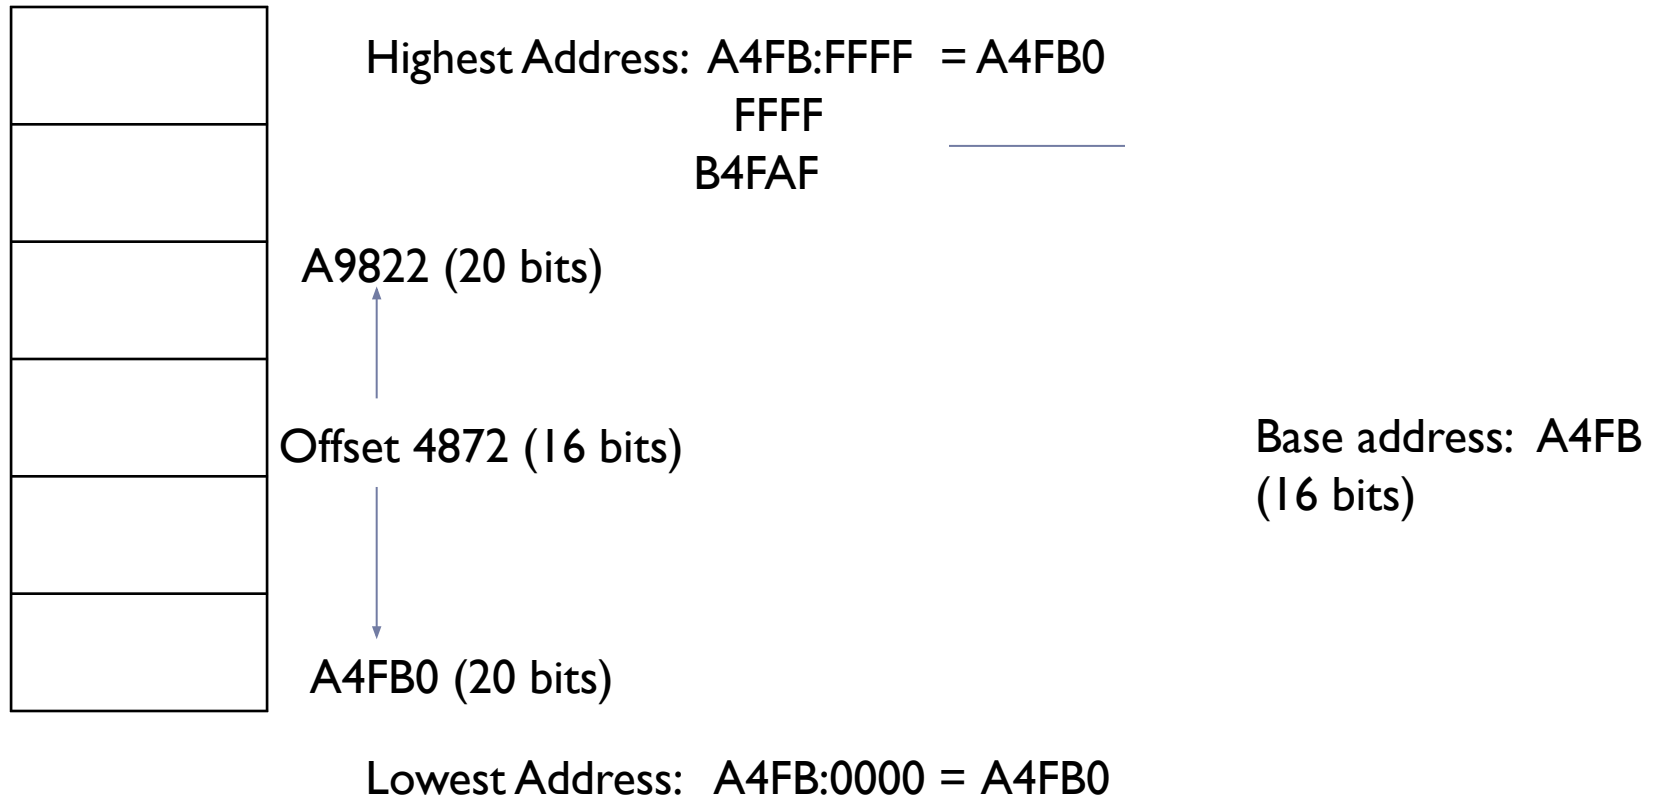 Highest Address: A4FB:FFFF = A4FB0
FFFF
B4FAF
A9822 (20 bits)
Offset 4872 (16 bits)
Base address: A4FB
(16 bits)
A4FB0 (20 bits)
Lowest Address: A4FB:0000 = A4FB0